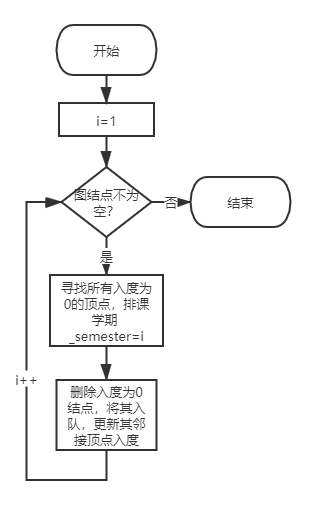 开始
i=1
图结点不为
空?
否
结束
是
寻找所有入度为
0的顶点，排课
学期
_semester=i
i++
删除入度为0
结点，将其入
队，更新其邻
接顶点入度